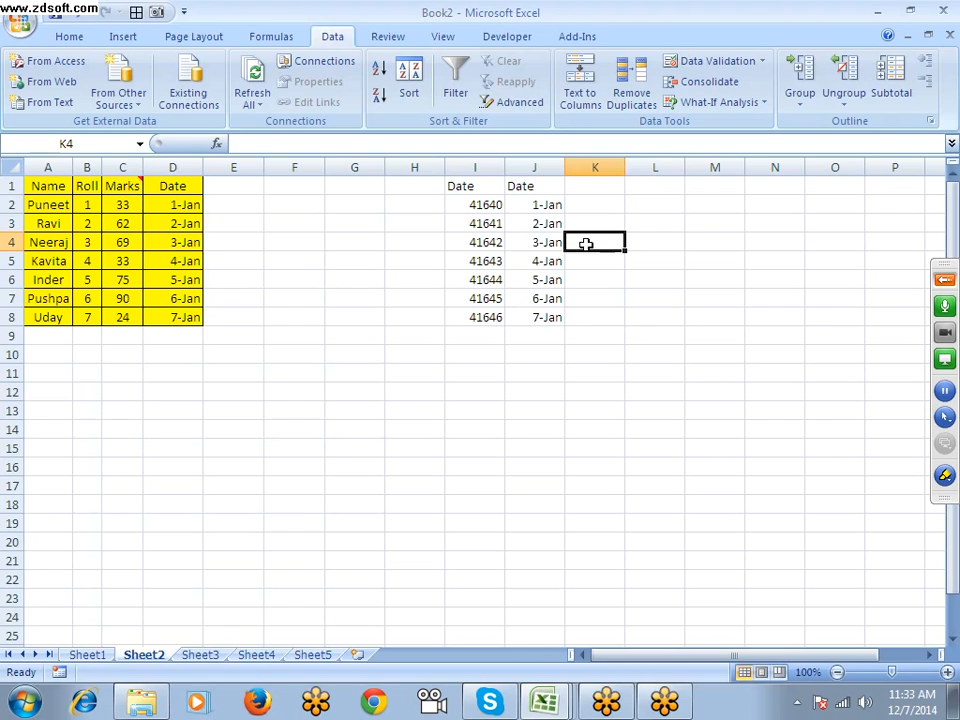 www.zdsoft.com
Book2 - Microsoft Excel
Home Insert Page Layout Formulas Data Review View Developer Add-Ins
From Access
From Web
From Text
From Other Sources
Existing Connections
Get External Data
Refresh All
Connections
Properties
Edit Links
Connections
Sort
Filter
Clear
Reapply
Advanced
Sort & Filter
Text to Columns
Remove Duplicates
Data Validation
Consolidate
What-If Analysis
Data Tools
Group
Ungroup
Subtotal
Outline
K4
fx
A B C D E F G H I J K L M N O P
1 Name Roll Marks Date Date Date
2 Puneet 1 33 1-Jan 41640 1-Jan
3 Ravi 2 62 2-Jan 41641 2-Jan
4 Neeraj 3 69 3-Jan 41642 3-Jan
5 Kavita 4 33 4-Jan 41643 4-Jan
6 Inder 5 75 5-Jan 41644 5-Jan
7 Pushpa 6 90 6-Jan 41645 6-Jan
8 Uday 7 24 7-Jan 41646 7-Jan
9
10
11
12
13
14
15
16
17
18
19
20
21
22
23
24
25
Sheet1 Sheet2 Sheet3 Sheet4 Sheet5
Ready
100%
11:33 AM
12/7/2014